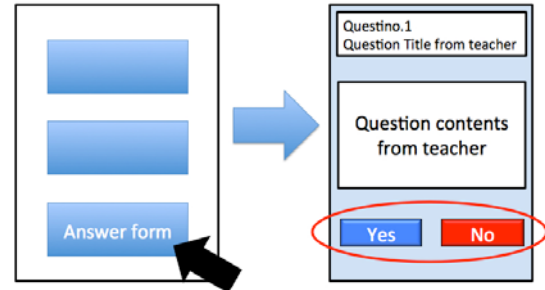 Answer form
Questino.1
Question Title from teacher
Question contents
from teacher
Yes
No